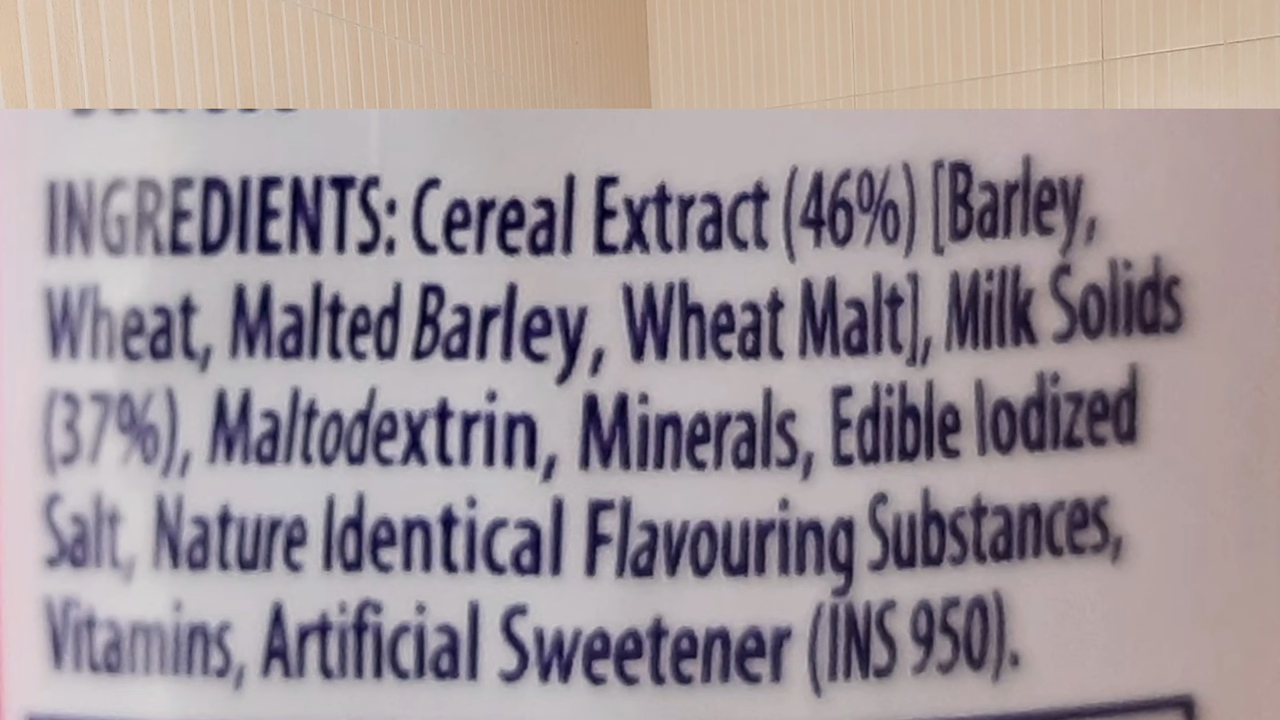 INGREDIENTS: Cereal Extract (46%) [Barley,
Wheat, Malted Barley, Wheat Malt], Milk Solids
(37%), Maltodextrin, Minerals, Edible Iodized
Salt, Nature Identical Flavouring Substances,
Vitamins, Artificial Sweetener (INS 950).